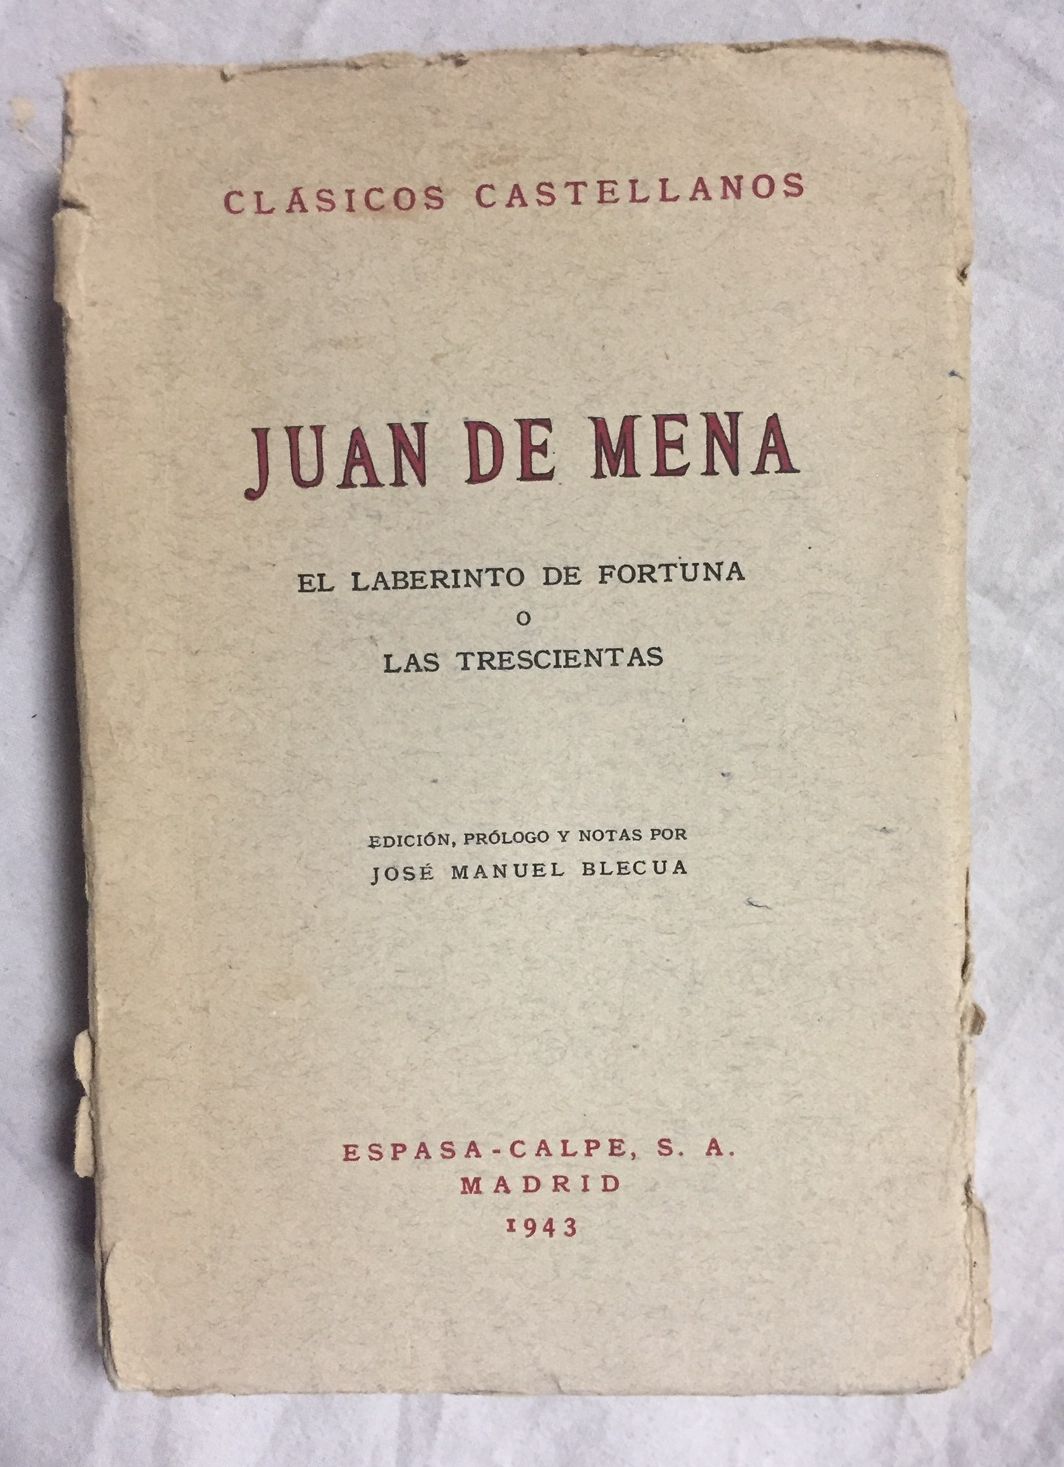 CLÁSICOS CASTELLANOS
JUAN DE MENA
EL LABERINTO DE FORTUNA
O
LAS TRESCIENTAS
EDICIÓN, PRÓLOGO Y NOTAS POR
JOSÉ MANUEL BLECUA
ESPASA-CALPE, S. A.
MADRID
1943